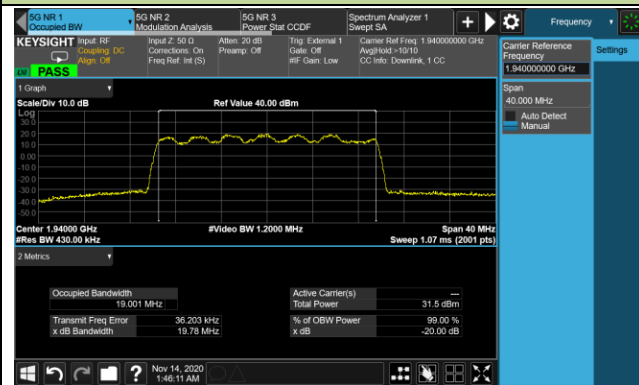 5G NR 1
Occupied BW
5G NR 2
Modulation Analysis
5G NR 3
Power Stat CCDF
Spectrum Analyzer 1
Swept SA
Frequency
KEYSIGHT
Input: RF
Coupling: DC
Align: Off
Input Z: 50 Ω
Corrections: On
Freq Ref: Int (S)
Atten: 20 dB
Preamp: Off
Trig: External 1
Gate: Off
#IF Gain: Low
Carrier Ref Freq: 1.940000000 GHz
Avg|Hold:>10/10
CC Info: Downlink, 1 CC
PASS
Carrier Reference
Frequency
1.940000000 GHz
Settings
Span
40.000 MHz
Auto Detect
Manual
1 Graph
Scale/Div 10.0 dB
Ref Value 40.00 dBm
Log
30.0
20.0
10.0
0.00
-10.0
-20.0
-30.0
-40.0
-50.0
Center 1.94000 GHz
#Video BW 1.2000 MHz
Span 40 MHz
#Res BW 430.00 kHz
Sweep 1.07 ms (2001 pts)
2 Metrics
Occupied Bandwidth
19.001 MHz
Active Carrier(s)
---
Total Power
31.5 dBm
Transmit Freq Error
36.203 kHz
% of OBW Power
99.00 %
x dB Bandwidth
19.78 MHz
x dB
-20.00 dB
?
Nov 14, 2020
1:46:11 AM